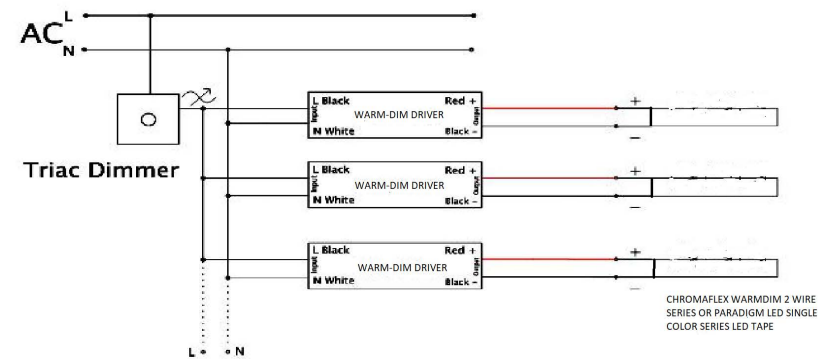 L
AC
N
Triac Dimmer
L Black
Red +
Input
WARM-DIM DRIVER
Output
N White
Black –
+
–
L Black
Red +
Input
WARM-DIM DRIVER
Output
N White
Black –
+
–
L Black
Red +
Input
WARM-DIM DRIVER
Output
N White
Black –
+
–
CHROMAFLEX WARMDIM 2 WIRE
SERIES OR PARADIGM LED SINGLE
COLOR SERIES LED TAPE
L N